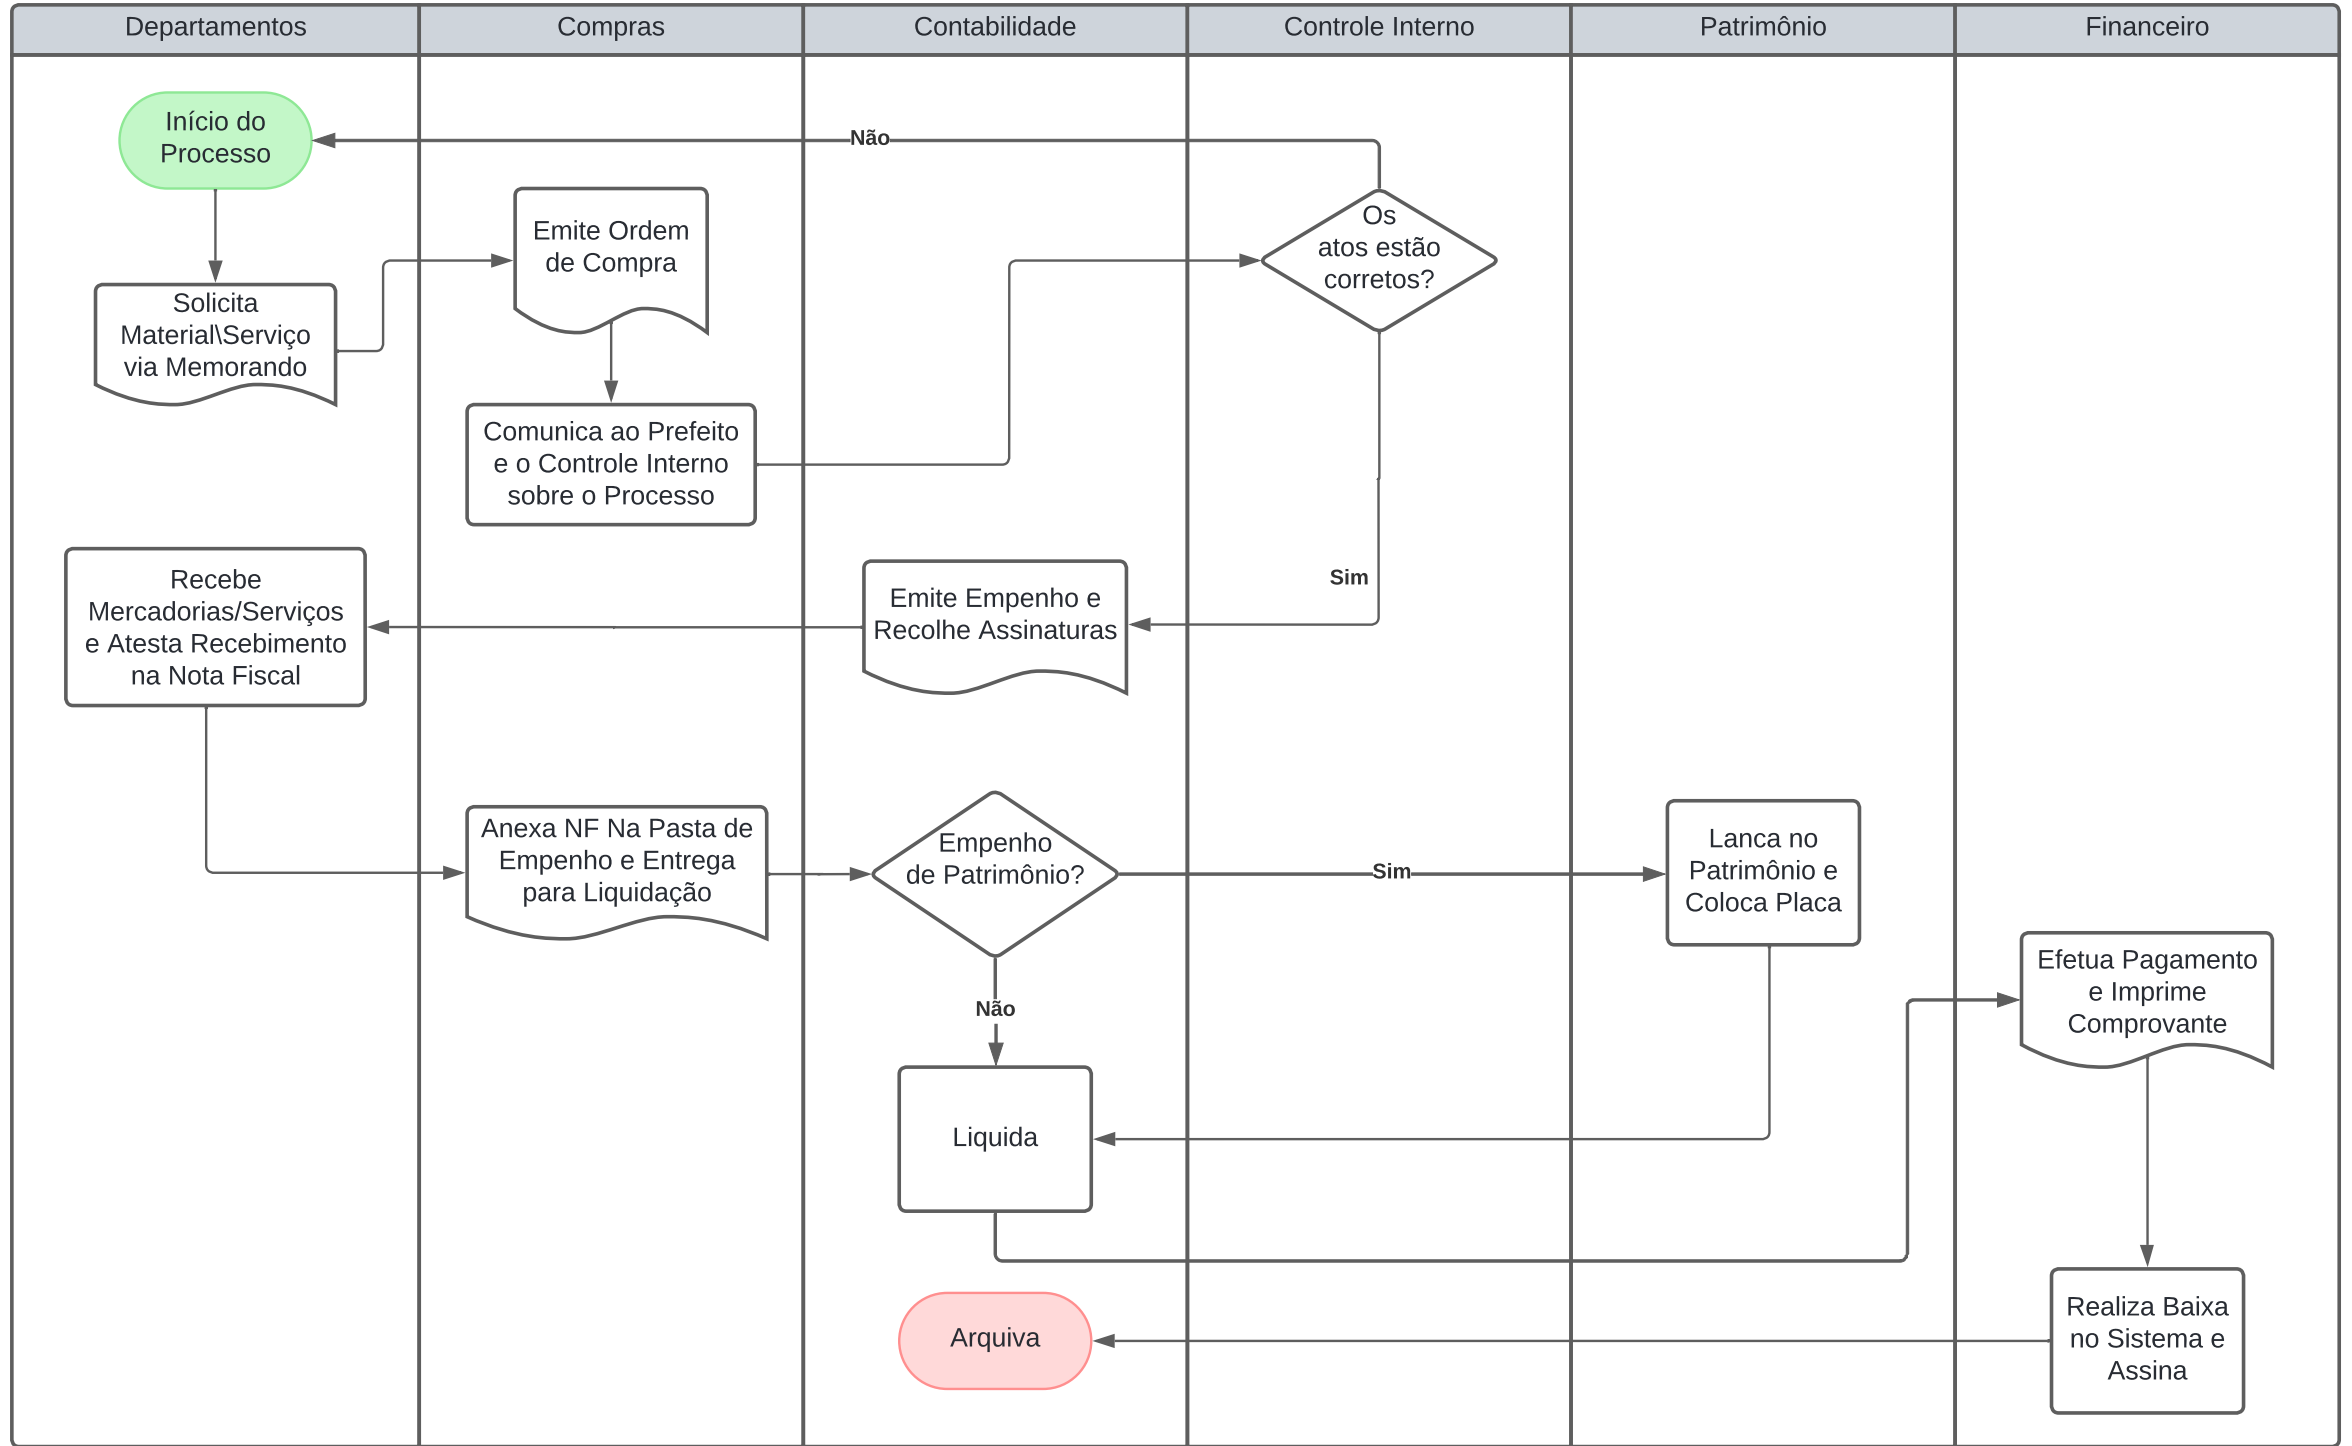 Departamentos
Compras
Contabilidade
Controle Interno
Patrimônio
Financeiro
Início do
Processo
Não
Emite Ordem
de Compra
Os
atos estão
corretos?
Solicita
Material\Serviço
via Memorando
Comunica ao Prefeito
e o Controle Interno
sobre o Processo
Sim
Recebe
Mercadorias/Serviços
e Atesta Recebimento
na Nota Fiscal
Emite Empenho e
Recolhe Assinaturas
Anexa NF Na Pasta de
Empenho e Entrega
para Liquidação
Empenho
de Patrimônio?
Sim
Lanca no
Patrimônio e
Coloca Placa
Não
Efetua Pagamento
e Imprime
Comprovante
Liquida
Arquiva
Realiza Baixa
no Sistema e
Assina